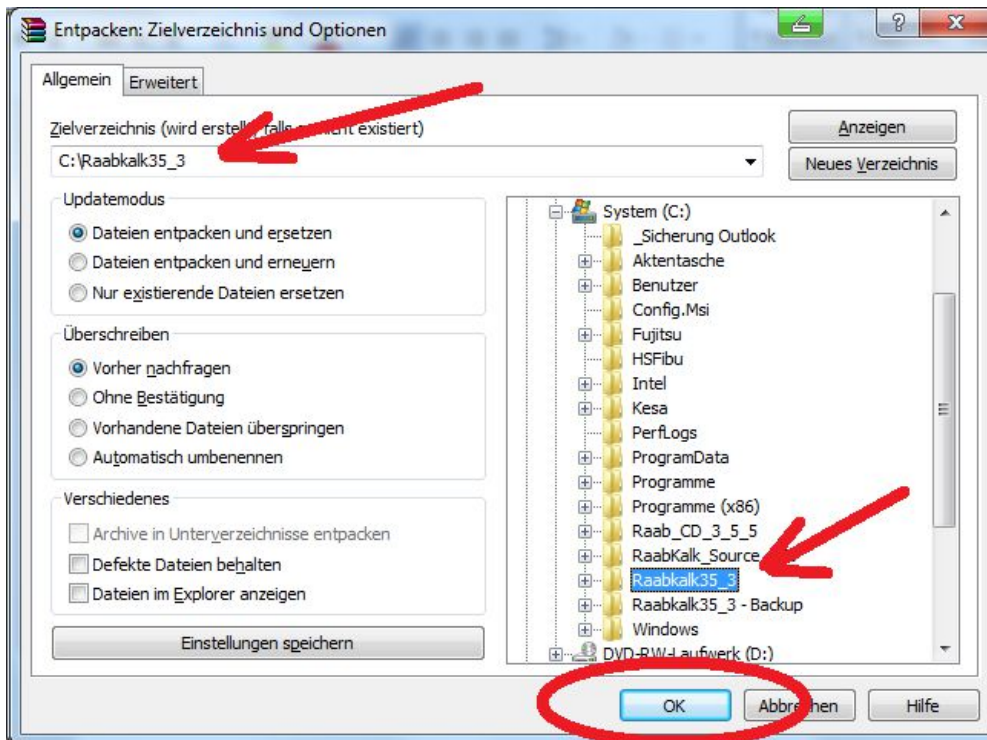 Entpacken: Zielverzeichnis und Optionen
Allgemein Erweitert
Zielverzeichnis (wird erstellt, falls nicht existiert)
Anzeigen
C:\Raabkalk35_3
Neues Verzeichnis
Updatemodus
Dateien entpacken und ersetzen
Dateien entpacken und erneuern
Nur existierende Dateien ersetzen
Überschreiben
Vorher nachfragen
Ohne Bestätigung
Vorhandene Dateien überspringen
Automatisch umbenennen
Verschiedenes
Archive in Unterverzeichnisse entpacken
Defekte Dateien behalten
Dateien im Explorer anzeigen
Einstellungen speichern
System (C:)
_Sicherung Outlook
Aktentasche
Benutzer
Config.Msi
Fujitsu
HSFibu
Intel
Kesa
PerfLogs
ProgramData
Programme
Programme (x86)
Raab_CD_3_5_5
RaabKalk_Source
Raabkalk35_3
Raabkalk35_3 - Backup
Windows
DVD-RW-Laufwerk (D:)
OK Abbrechen Hilfe